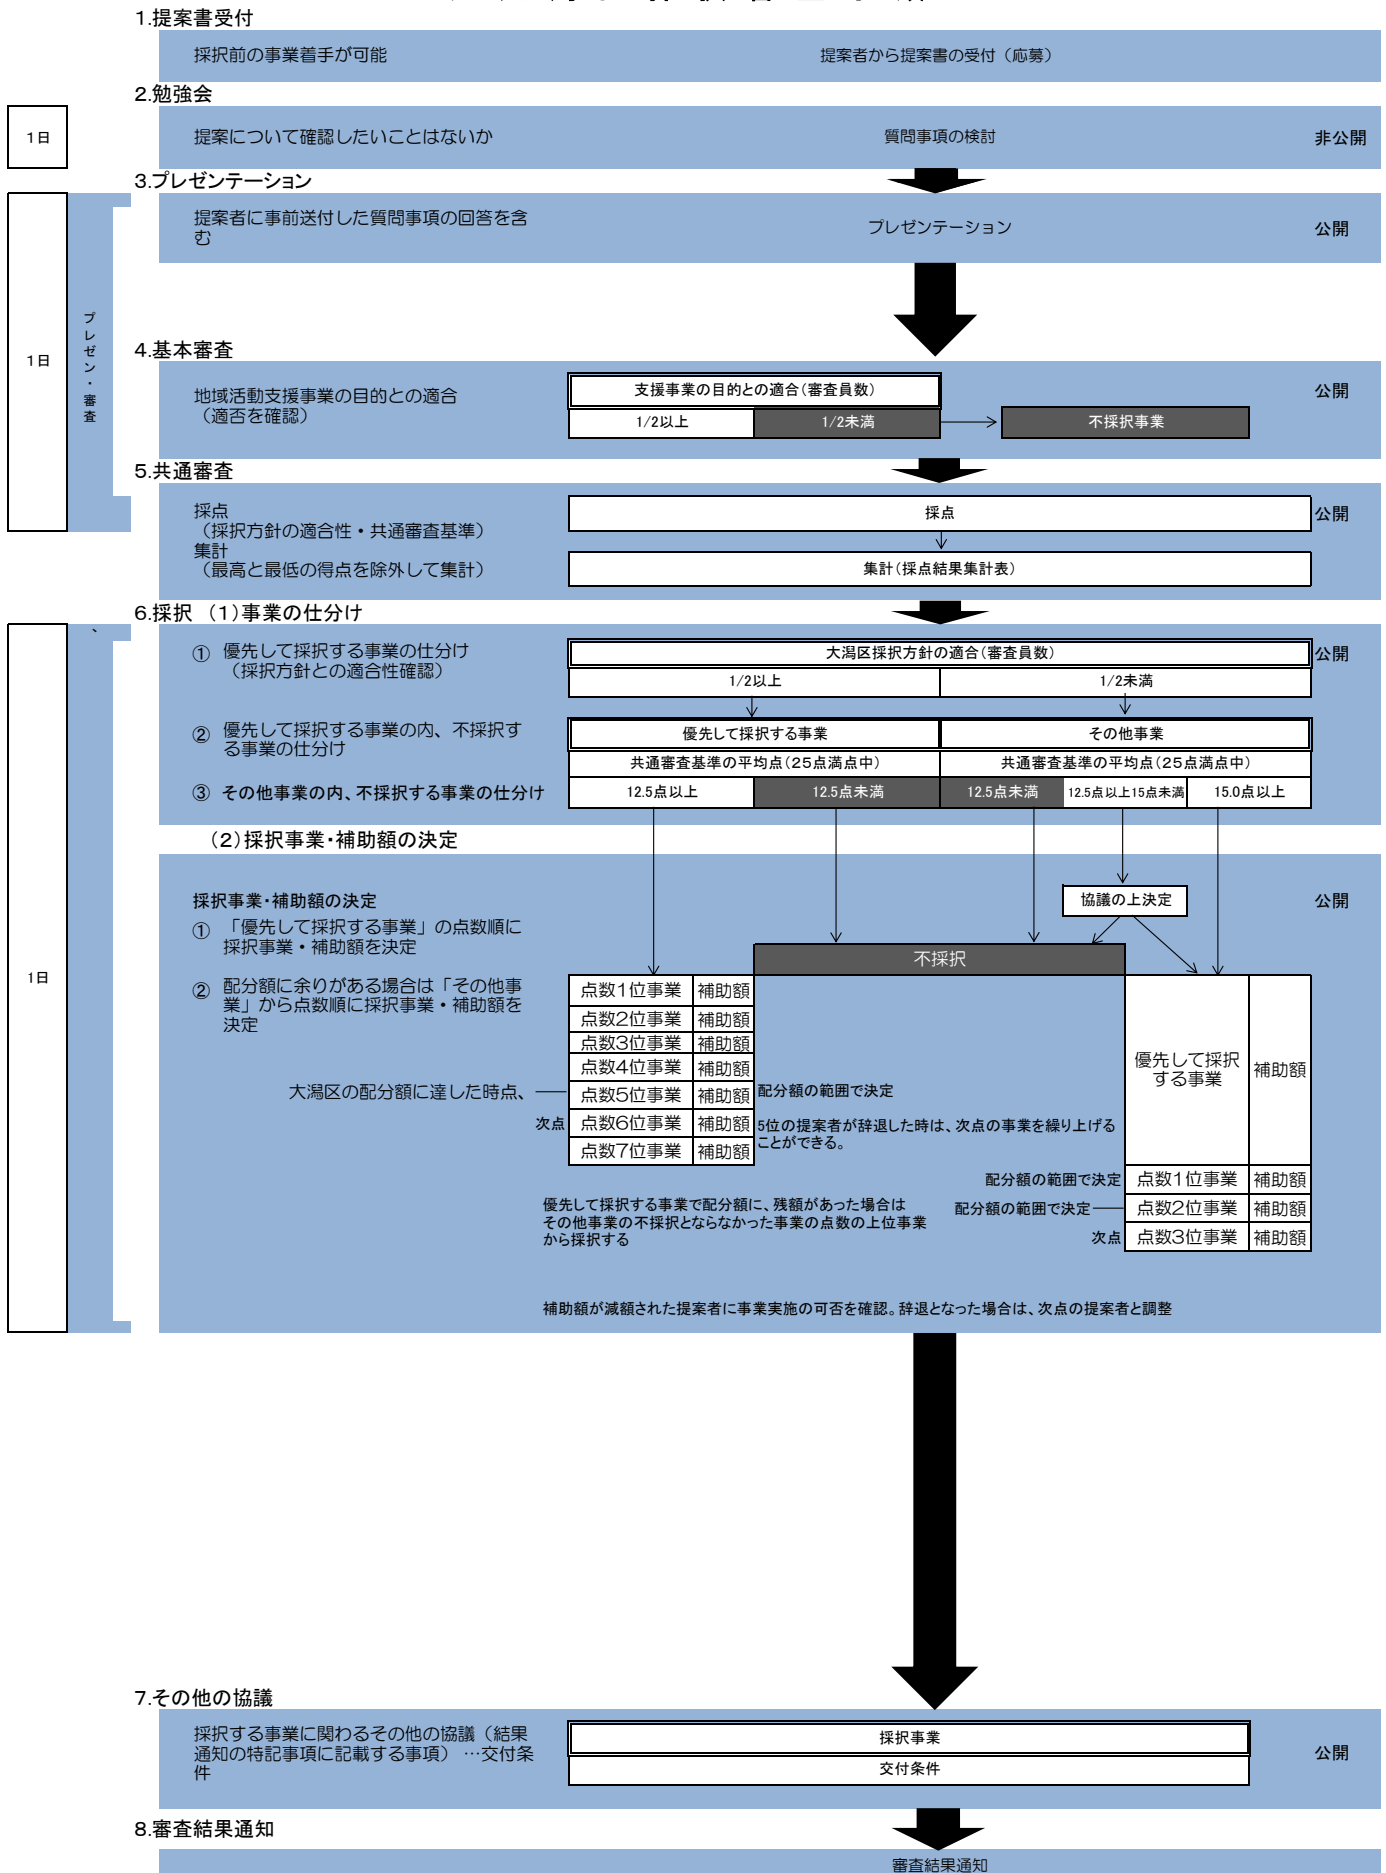 1.提案書受付
採択前の事業着手が可能
提案者から提案書の受付（応募）
2.勉強会
1日
提案について確認したいことはないか
質問事項の検討
非公開
3.プレゼンテーション
提案者に事前送付した質問事項の回答を含
む
プレゼンテーション
公開
1日
プレゼン・審査
4.基本審査
地域活動支援事業の目的との適合
（適否を確認）
支援事業の目的との適合（審査員数）
1/2以上
1/2未満
不採択事業
公開
5.共通審査
採点
（採択方針の適合性・共通審査基準）
集計
（最高と最低の得点を除外して集計）
採点
集計（採点結果集計表）
公開
6.採択 （1）事業の仕分け
、
① 優先して採択する事業の仕分け
（採択方針との適合性確認）
大潟区採択方針の適合（審査員数）
公開
1/2以上
1/2未満
② 優先して採択する事業の内、不採択す
る事業の仕分け
優先して採択する事業
その他事業
共通審査基準の平均点（25点満点中）
共通審査基準の平均点（25点満点中）
③ その他事業の内、不採択する事業の仕分け
12.5点以上
12.5点未満
12.5点未満
12.5点以上15点未満
15.0点以上
（2）採択事業・補助額の決定
1日
採択事業・補助額の決定
協議の上決定
公開
① 「優先して採択する事業」の点数順に
採択事業・補助額を決定
不採択
② 配分額に余りがある場合は「その他事
業」から点数順に採択事業・補助額を
決定
点数1位事業 補助額
点数2位事業 補助額
点数3位事業 補助額
点数4位事業 補助額
大潟区の配分額に達した時点、
点数5位事業 補助額
配分額の範囲で決定
次点
点数6位事業 補助額
5位の提案者が辞退した時は、次点の事業を繰り上げる
ことができる。
点数7位事業 補助額
優先して採択
する事業
補助額
配分額の範囲で決定
点数1位事業 補助額
優先して採択する事業で配分額に、残額があった場合は
その他事業の不採択とならなかった事業の点数の上位事業
から採択する
配分額の範囲で決定
点数2位事業 補助額
次点
点数3位事業 補助額
補助額が減額された提案者に事業実施の可否を確認。辞退となった場合は、次点の提案者と調整
7.その他の協議
採択する事業に関わるその他の協議（結果
通知の特記事項に記載する事項） …交付条
件
採択事業
交付条件
公開
8.審査結果通知
審査結果通知